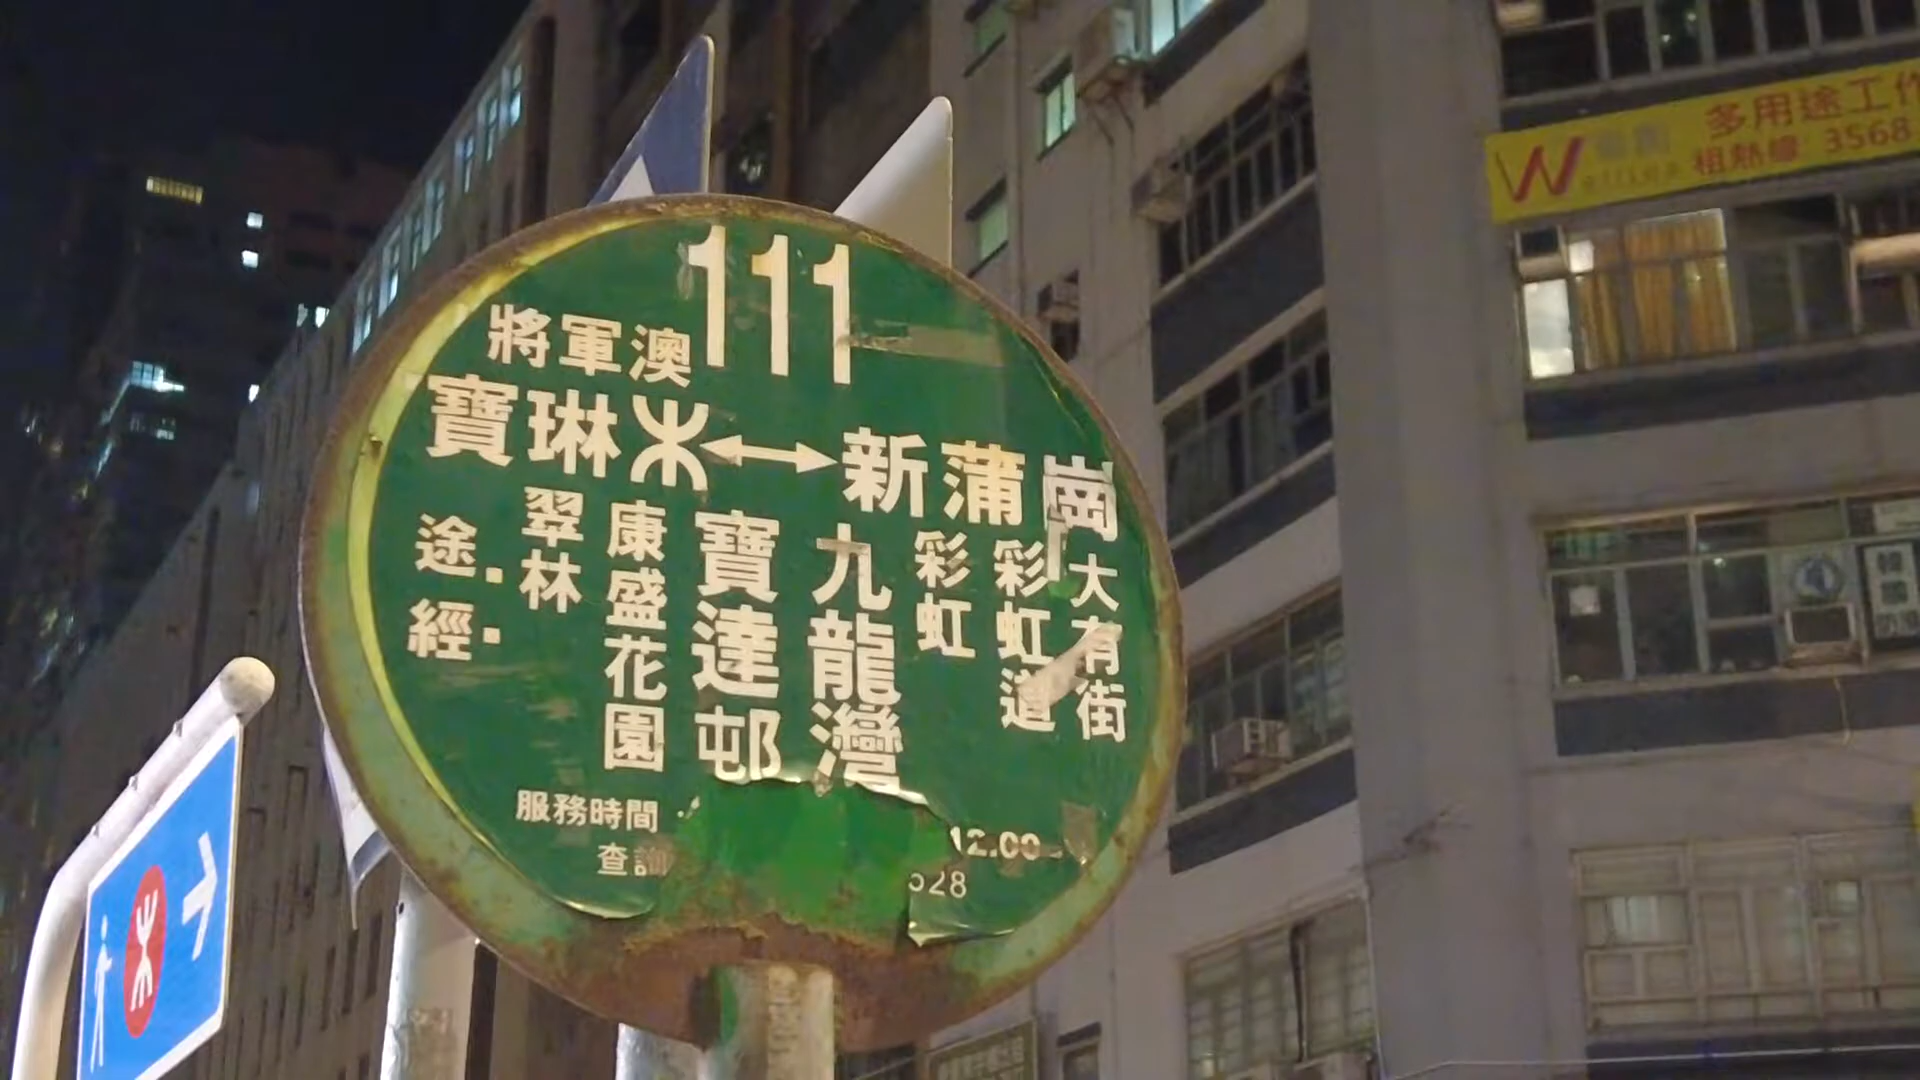 111
將軍澳
寶琳 新蒲崗
途經:
翠林
康盛花園
寶達邨
九龍灣
彩虹
彩虹道
大有街
服務時間
12.00
查詢
528
多用途工作
租熱線 3568
W